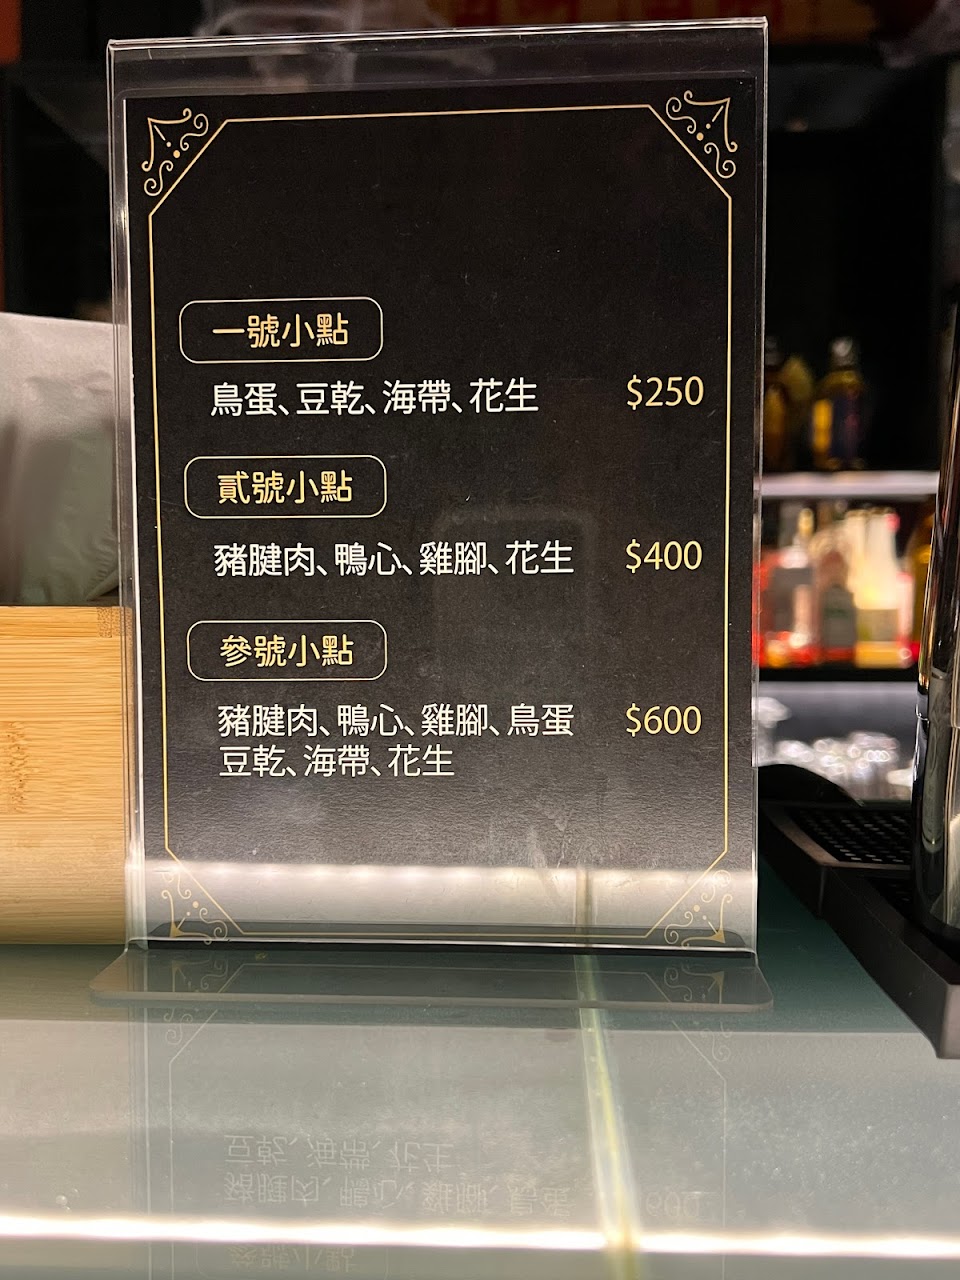 一號小點
鳥蛋、豆乾、海帶、花生 $250
貳號小點
豬腱肉、鴨心、雞腳、花生 $400
參號小點
豬腱肉、鴨心、雞腳、鳥蛋 $600
豆乾、海帶、花生